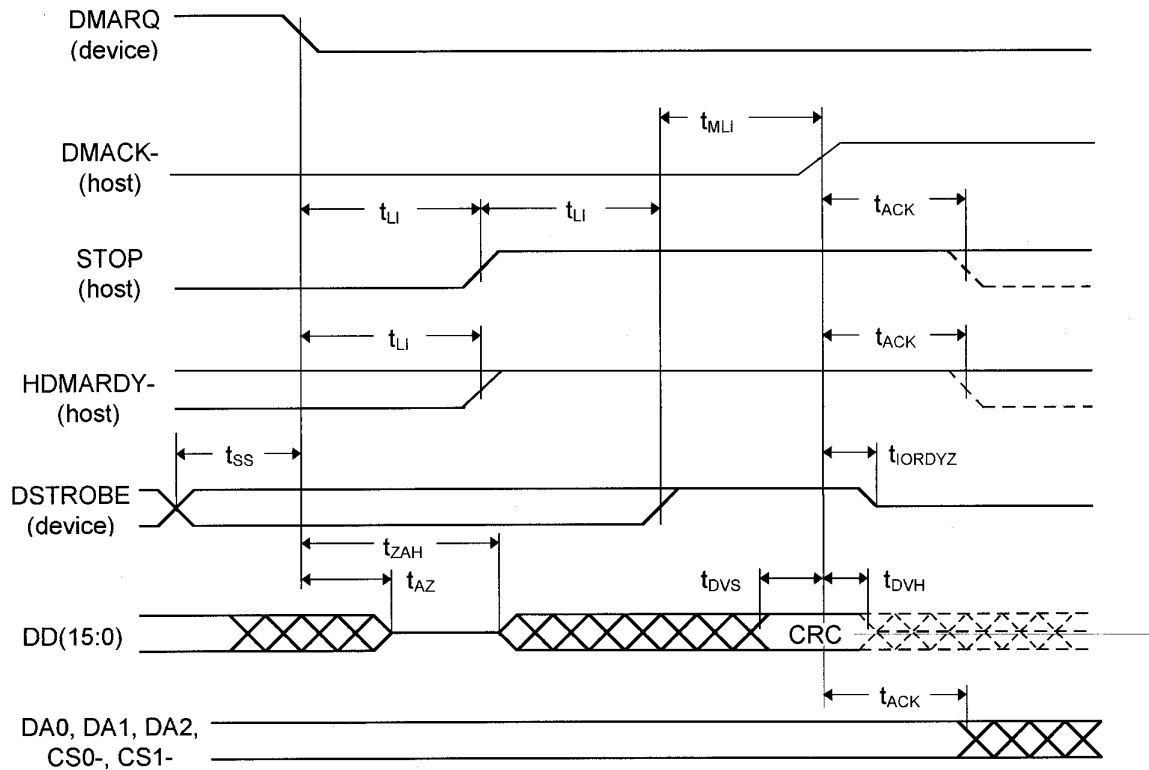 DMARQ
(device)
tMLI
DMACK-
(host)
tLI
tLI
tACK
STOP
(host)
tLI
tACK
HDMARDY-
(host)
tSS
tIORDYZ
DSTROBE
(device)
tZAH
tAZ
tDVS
tDVH
DD(15:0)
CRC
tACK
DA0, DA1, DA2,
CS0-, CS1-